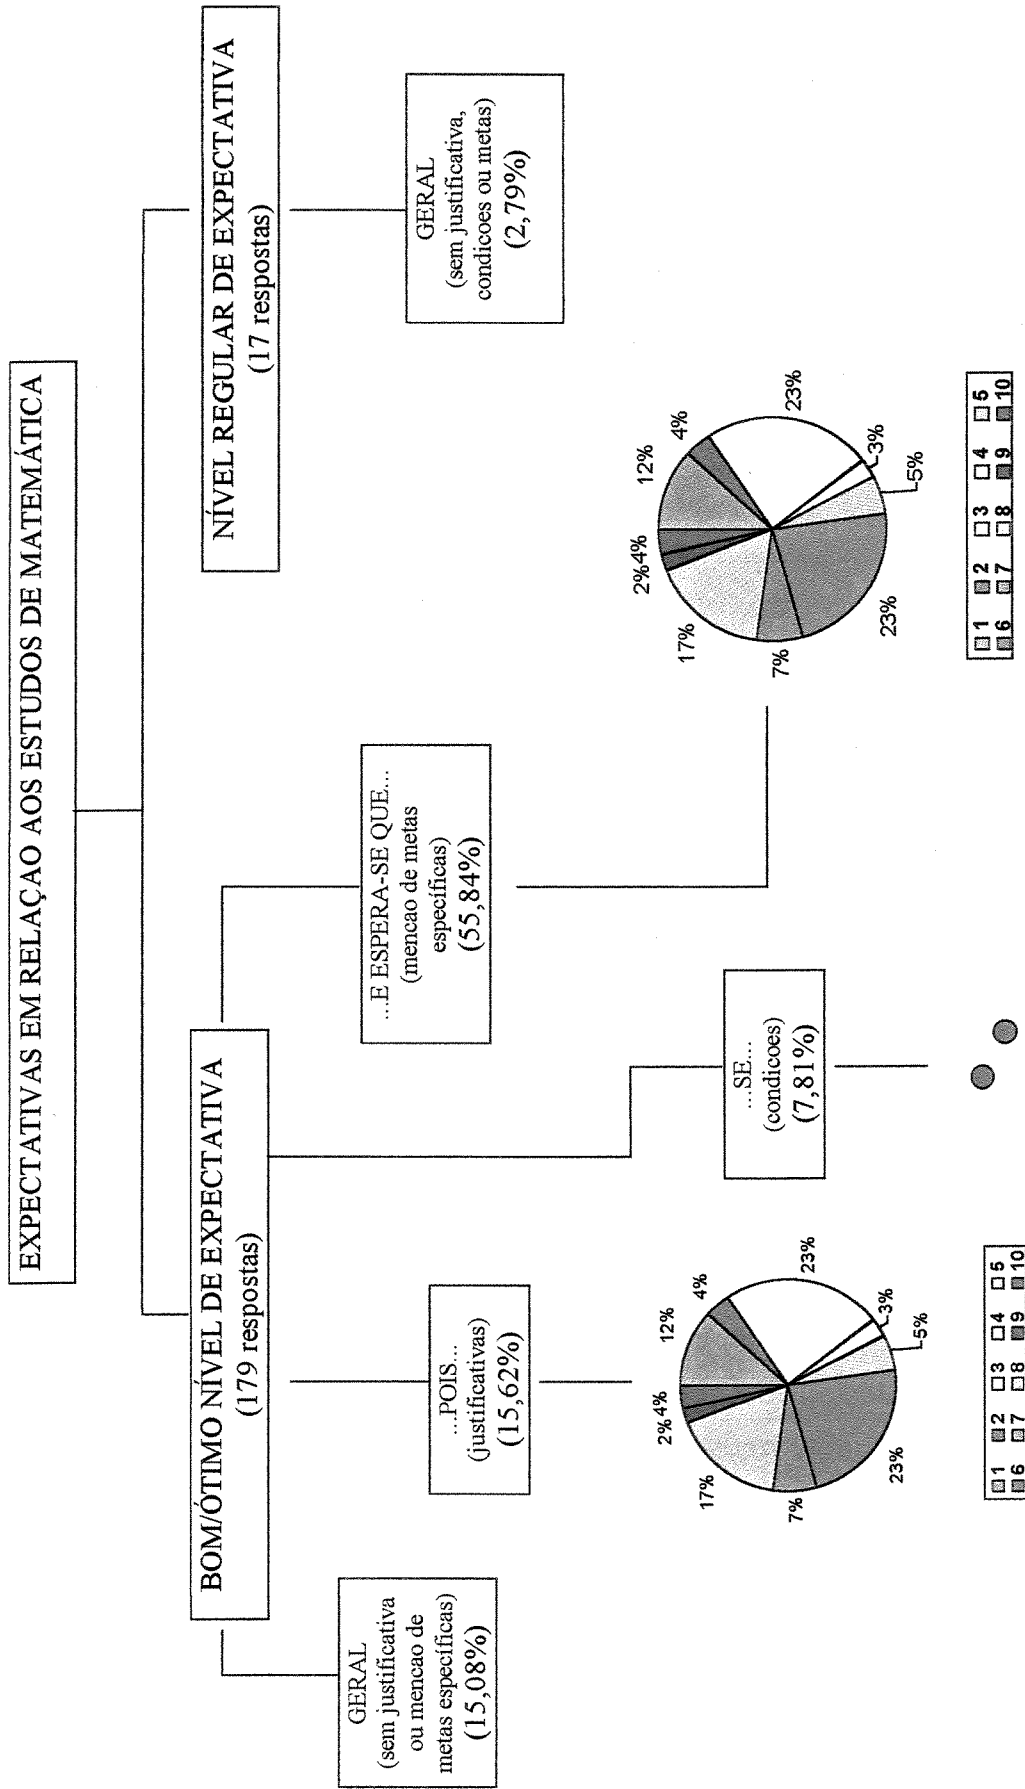 EXPECTATIVAS EM RELAÇAO AOS ESTUDOS DE MATEMÁTICA
BOM/ÓTIMO NÍVEL DE EXPECTATIVA
(179 respostas)
NÍVEL REGULAR DE EXPECTATIVA
(17 respostas)
GERAL
(sem justificativa
ou mencao de
metas específicas)
(15,08%)
...POIS...
(justificativas)
(15,62%)
...SE...
(condicoes)
(7,81%)
...E ESPERA-SE QUE...
(mencao de metas
específicas)
(55,84%)
GERAL
(sem justificativa,
condicoes ou metas)
(2,79%)
12%
4%
23%
3%
5%
23%
7%
17%
2%
4%
1 2 3 4 5
6 7 8 9 10
12%
4%
23%
3%
5%
23%
7%
17%
2%
4%
1 2 3 4 5
6 7 8 9 10